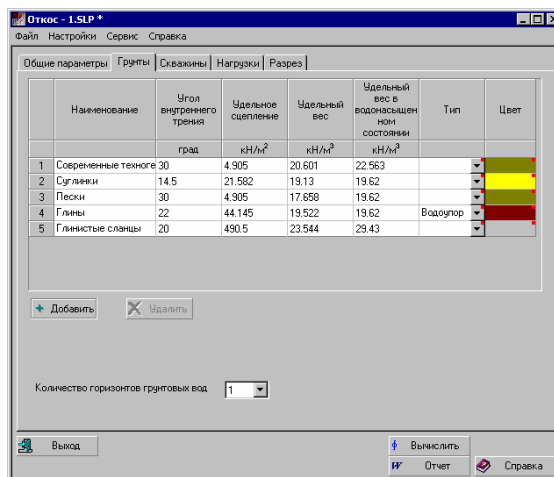 Откос - 1.SLP *
Файл Настройки Сервис Справка
Общие параметры Грунты Скважины Нагрузки Разрез
Наименование Угол внутреннего трения Удельное сцепление Удельный вес Удельный вес в водонасыщен ном состоянии Тип Цвет
град кН/м² кН/м³ кН/м³
1 Современные техноге 30 4.905 20.601 22.563
2 Суглинки 14.5 21.582 19.13 19.62
3 Пески 30 4.905 17.658 19.62
4 Глины 22 44.145 19.522 19.62 Водоупор
5 Глинистые сланцы 20 490.5 23.544 29.43
+ Добавить Удалить
Количество горизонтов грунтовых вод 1
Выход Вычислить
W Отчет Справка